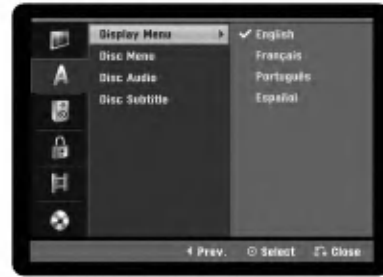 Display Menu
Disc Menu
Disc Audio
Disc Subtitle
English
Français
Português
Español
A
Prev.
Select
Close